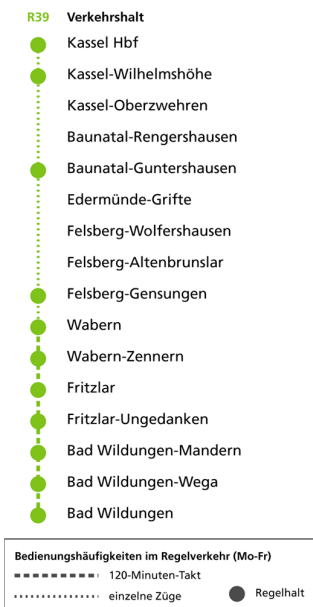 R39 Verkehrshalt
Kassel Hbf
Kassel-Wilhelmshöhe
Kassel-Oberzwehren
Baunatal-Rengershausen
Baunatal-Guntershausen
Edermünde-Grifte
Felsberg-Wolfershausen
Felsberg-Altenbrunslar
Felsberg-Gensungen
Wabern
Wabern-Zennern
Fritzlar
Fritzlar-Ungedanken
Bad Wildungen-Mandern
Bad Wildungen-Wega
Bad Wildungen
Bedienungshäufigkeiten im Regelverkehr (Mo-Fr)
120-Minuten-Takt
einzelne Züge Regelhalt